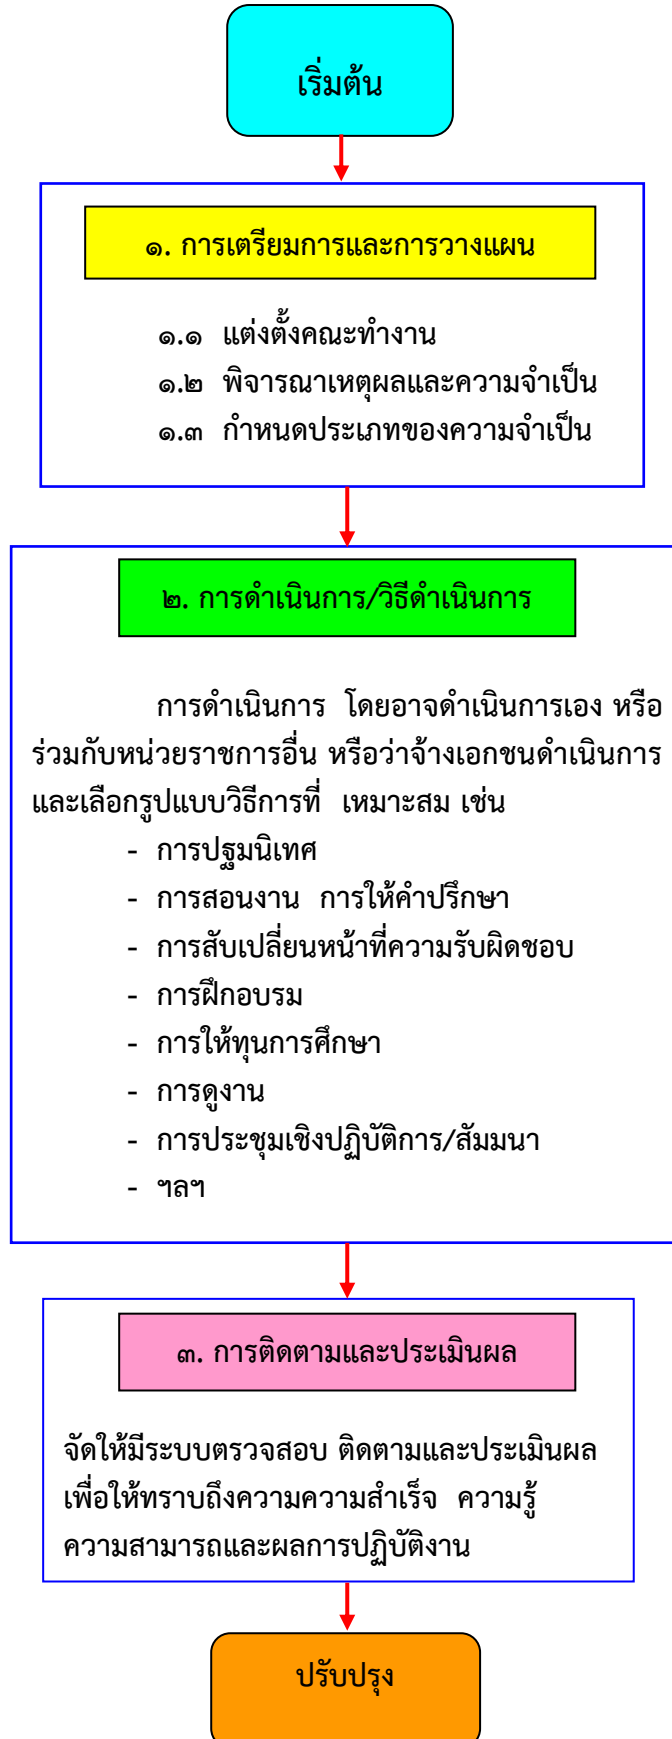 เริ่มต้น
๑. การเตรียมการและการวางแผน
๑.๑ แต่งตั้งคณะทำงาน
๑.๒ พิจารณาเหตุผลและความจำเป็น
๑.๓ กำหนดประเภทของความจำเป็น
๒. การดำเนินการ/วิธีดำเนินการ
การดำเนินการ โดยอาจดำเนินการเอง หรือ
ร่วมกับหน่วยราชการอื่น หรือว่าจ้างเอกชนดำเนินการ
และเลือกรูปแบบวิธีการที่ เหมาะสม เช่น
- การปฐมนิเทศ
- การสอนงาน การให้คำปรึกษา
- การสับเปลี่ยนหน้าที่ความรับผิดชอบ
- การฝึกอบรม
- การให้ทุนการศึกษา
- การดูงาน
- การประชุมเชิงปฏิบัติการ/สัมมนา
- ฯลฯ
๓. การติดตามและประเมินผล
จัดให้มีระบบตรวจสอบ ติดตามและประเมินผล
เพื่อให้ทราบถึงความความสำเร็จ ความรู้
ความสามารถและผลการปฏิบัติงาน
ปรับปรุง